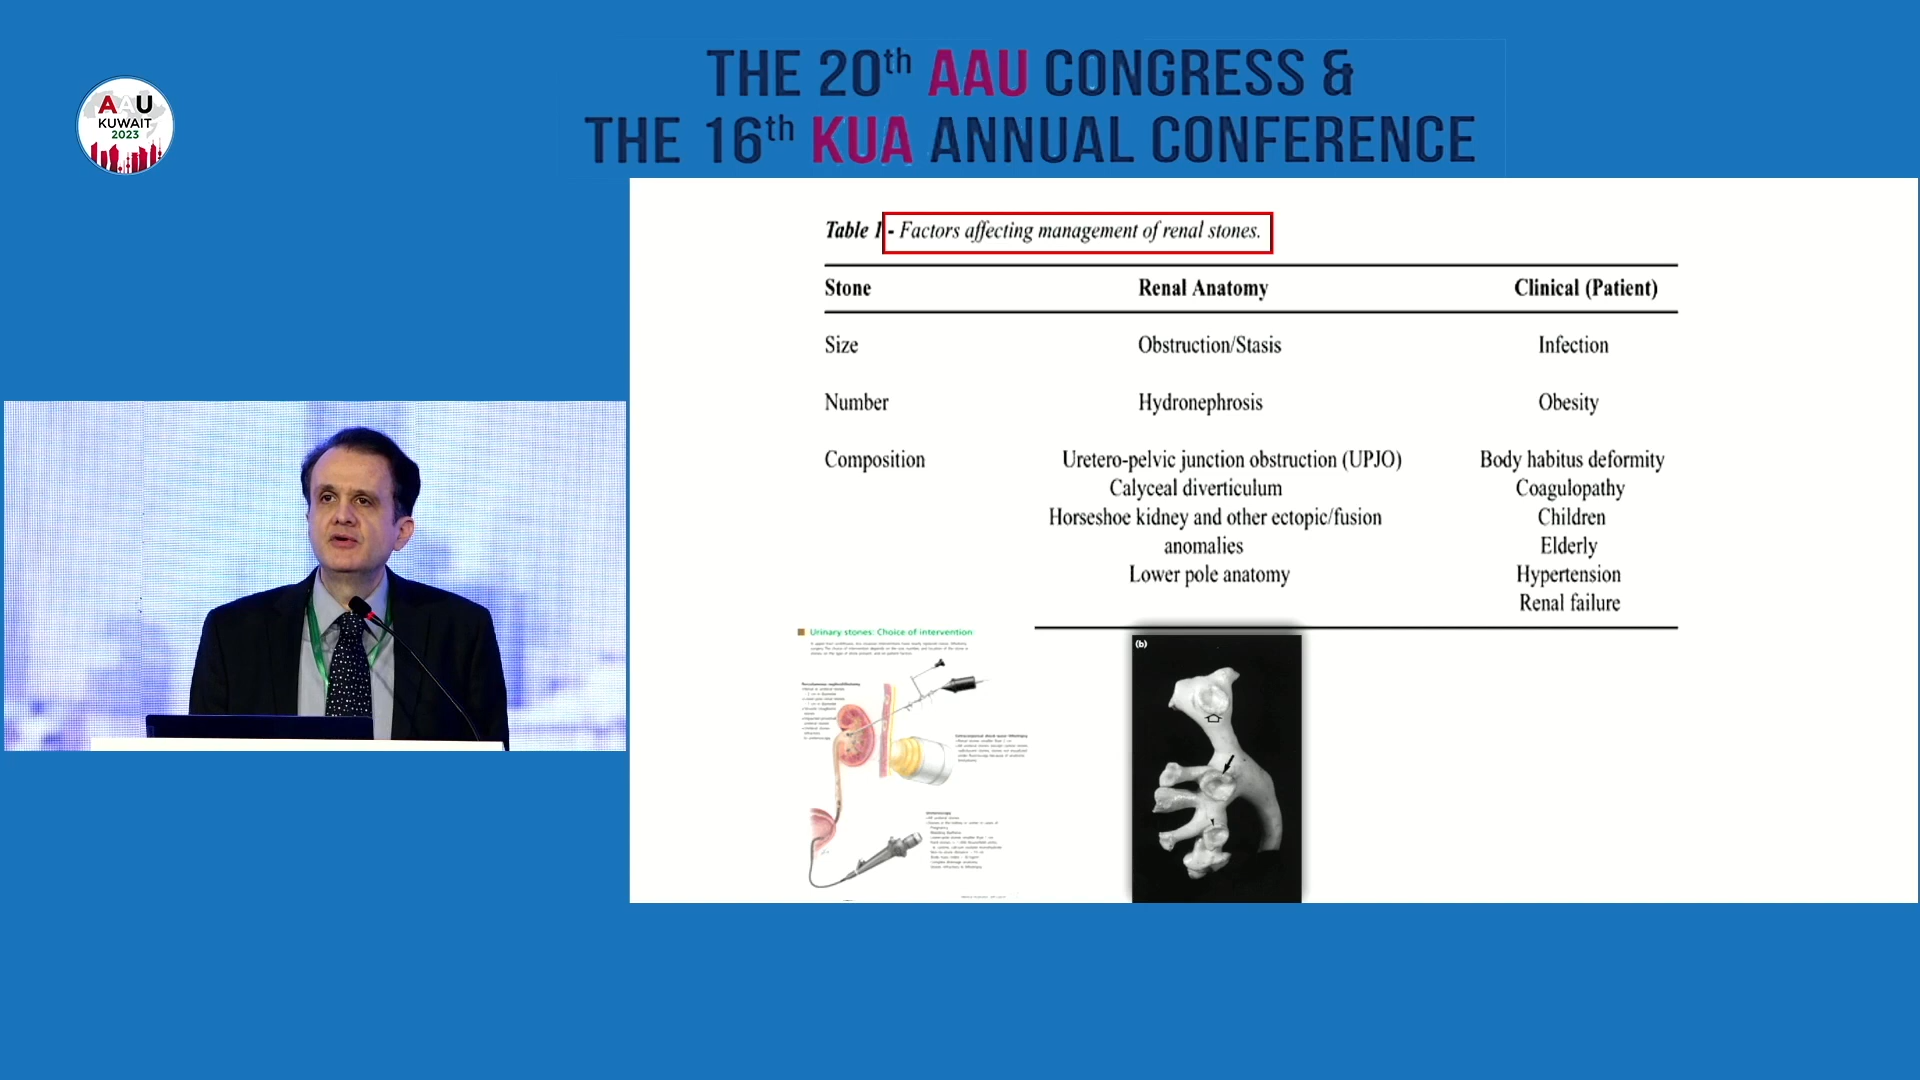 THE 20th AAU CONGRESS &
THE 16th KUA ANNUAL CONFERENCE
AAU
KUWAIT
2023
Table 1 - Factors affecting management of renal stones.
Stone Renal Anatomy Clinical (Patient)
Size Obstruction/Stasis Infection
Number Hydronephrosis Obesity
Composition Uretero-pelvic junction obstruction (UPJO) Body habitus deformity
Calyceal diverticulum Coagulopathy
Horseshoe kidney and other ectopic/fusion Children
anomalies Elderly
Lower pole anatomy Hypertension
Renal failure
Urinary stones: Choice of intervention
(b)